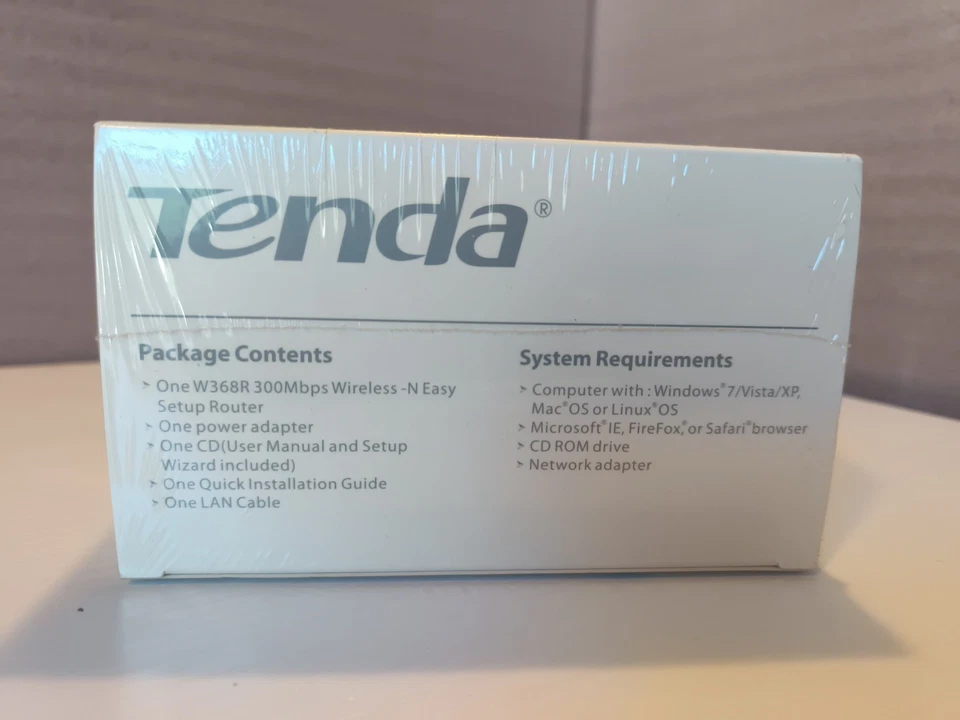 Tenda®
Package Contents
➤ One W368R 300Mbps Wireless -N Easy
Setup Router
➤ One power adapter
➤ One CD(User Manual and Setup
Wizard included)
➤ One Quick Installation Guide
➤ One LAN Cable
System Requirements
➤ Computer with : Windows®7/Vista/XP,
Mac®OS or Linux®OS
➤ Microsoft®IE, FireFox®,or Safari®browser
➤ CD ROM drive
➤ Network adapter